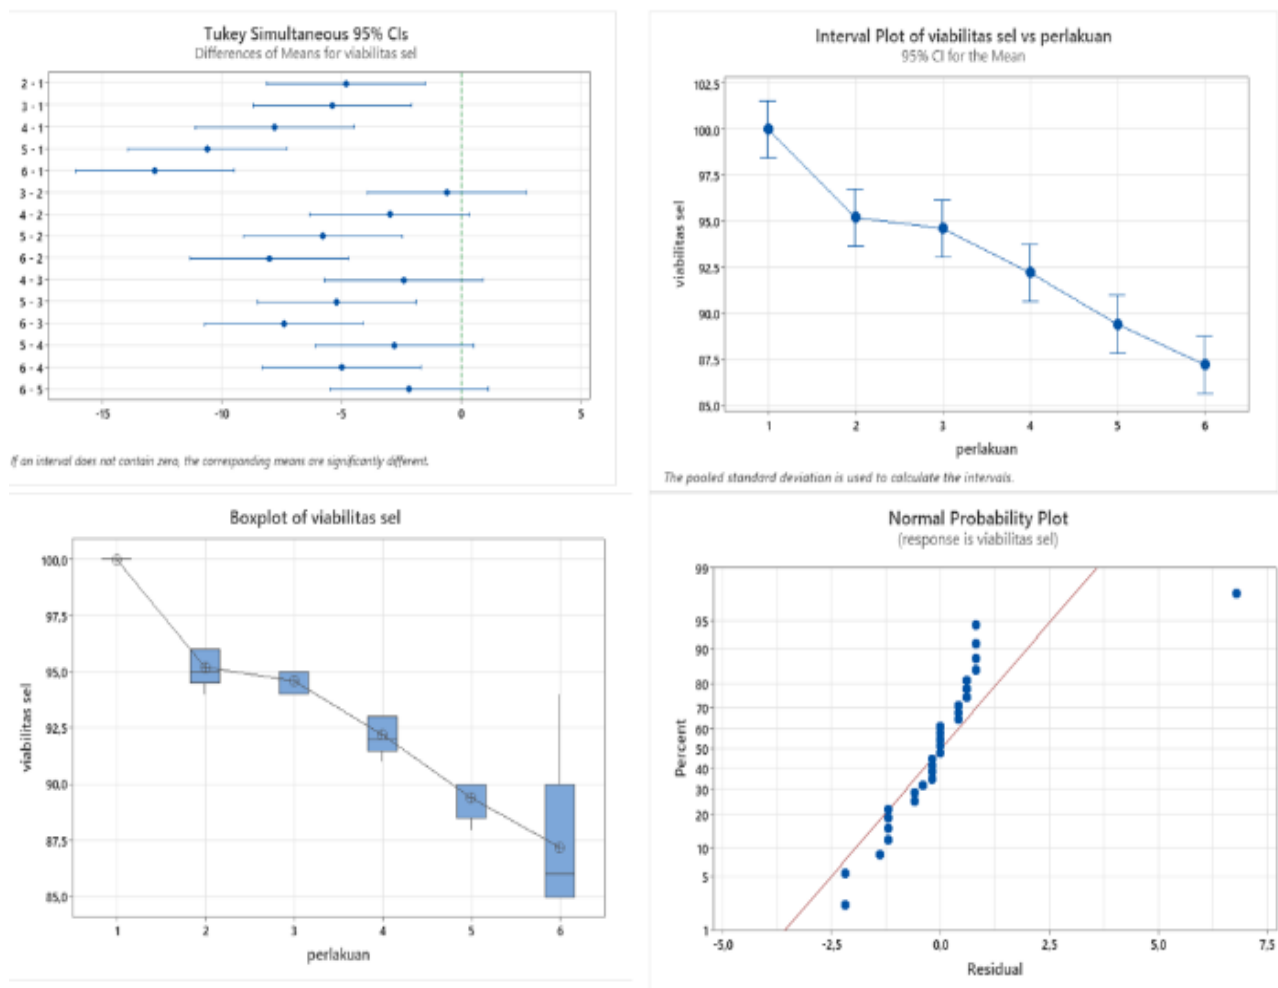 Tukey Simultaneous 95% CIs
Differences of Means for viabilitas sel
2 - 1
3 - 1
4 - 1
5 - 1
6 - 1
3 - 2
4 - 2
5 - 2
6 - 2
4 - 3
5 - 3
6 - 3
5 - 4
6 - 4
6 - 5
-15 -10 -5 0 5
If an interval does not contain zero, the corresponding means are significantly different.
Interval Plot of viabilitas sel vs perlakuan
95% CI for the Mean
viabilitas sel
102.5
100.0
97.5
95.0
92.5
90.0
87.5
85.0
1 2 3 4 5 6
perlakuan
The pooled standard deviation is used to calculate the intervals.
Boxplot of viabilitas sel
viabilitas sel
100,0
97,5
95,0
92,5
90,0
87,5
85,0
1 2 3 4 5 6
perlakuan
Normal Probability Plot
(response is viabilitas sel)
Percent
99
95
90
80
70
60
50
40
30
20
10
5
1
-5,0 -2,5 0,0 2,5 5,0 7,5
Residual